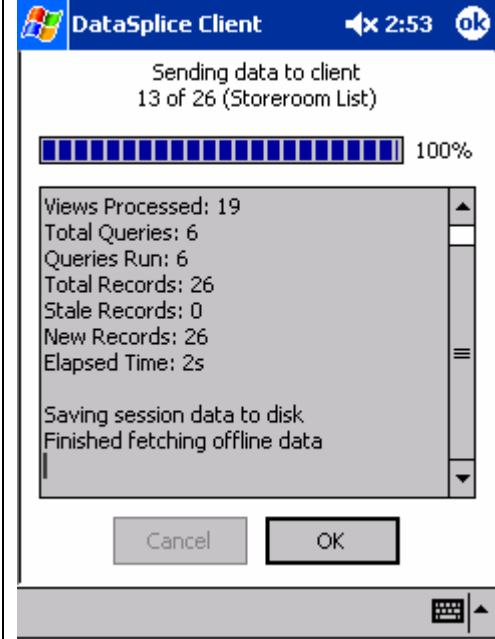 DataSplice Client 2:53 ok
Sending data to client
13 of 26 (Storeroom List)
100%
Views Processed: 19
Total Queries: 6
Queries Run: 6
Total Records: 26
Stale Records: 0
New Records: 26
Elapsed Time: 2s
Saving session data to disk
Finished fetching offline data
Cancel OK